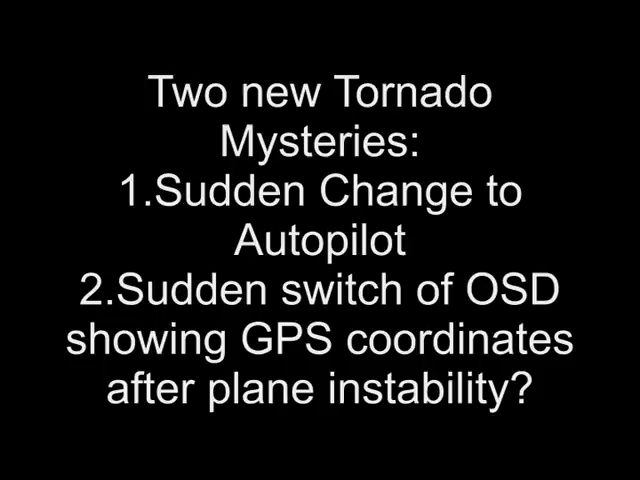 Two new Tornado
Mysteries:
1.Sudden Change to
Autopilot
2.Sudden switch of OSD
showing GPS coordinates
after plane instability?